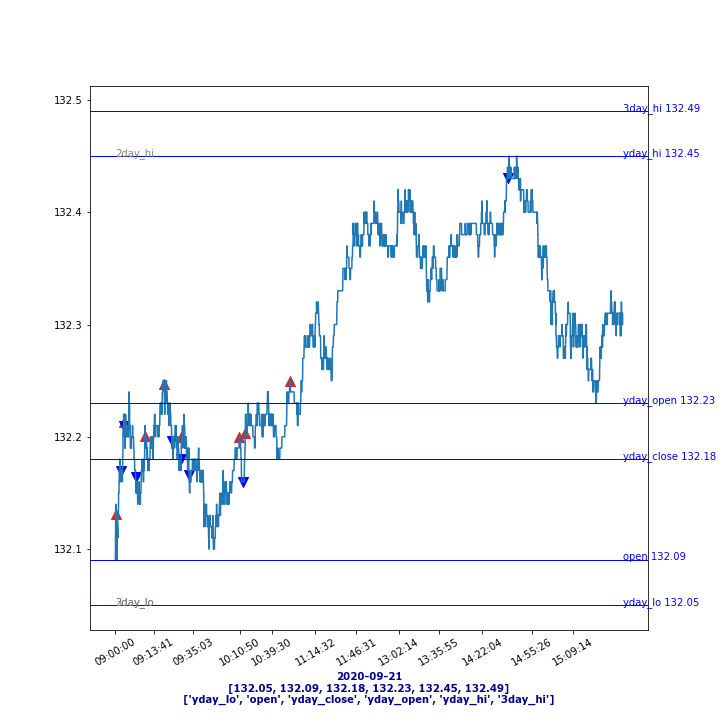 132.5
3day_hi 132.49
2day_hi
yday_hi 132.45
132.4
132.3
yday_open 132.23
132.2
yday_close 132.18
132.1
open 132.09
yday_lo 132.05
09:00:00
09:13:41
09:35:03
10:10:50
10:39:30
11:14:32
11:46:31
13:02:14
13:35:55
14:22:04
14:55:26
15:09:14
2020-09-21
[132.05, 132.09, 132.18, 132.23, 132.45, 132.49]
['yday_lo', 'open', 'yday_close', 'yday_open', 'yday_hi', '3day_hi']